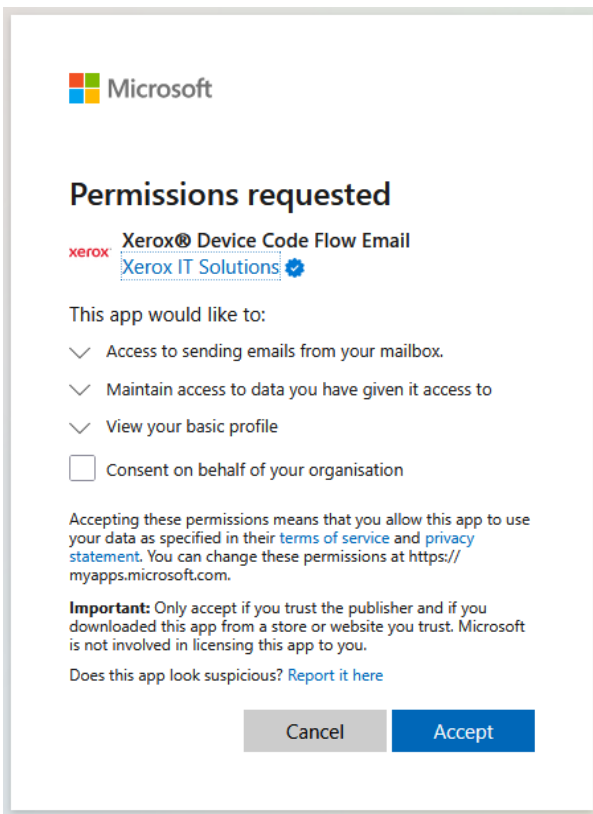 Microsoft
Permissions requested
xerox
Xerox® Device Code Flow Email
Xerox IT Solutions
This app would like to:
Access to sending emails from your mailbox.
Maintain access to data you have given it access to
View your basic profile
Consent on behalf of your organisation
Accepting these permissions means that you allow this app to use
your data as specified in their terms of service and privacy
statement. You can change these permissions at https://
myapps.microsoft.com.
Important: Only accept if you trust the publisher and if you
downloaded this app from a store or website you trust. Microsoft
is not involved in licensing this app to you.
Does this app look suspicious? Report it here
Cancel
Accept